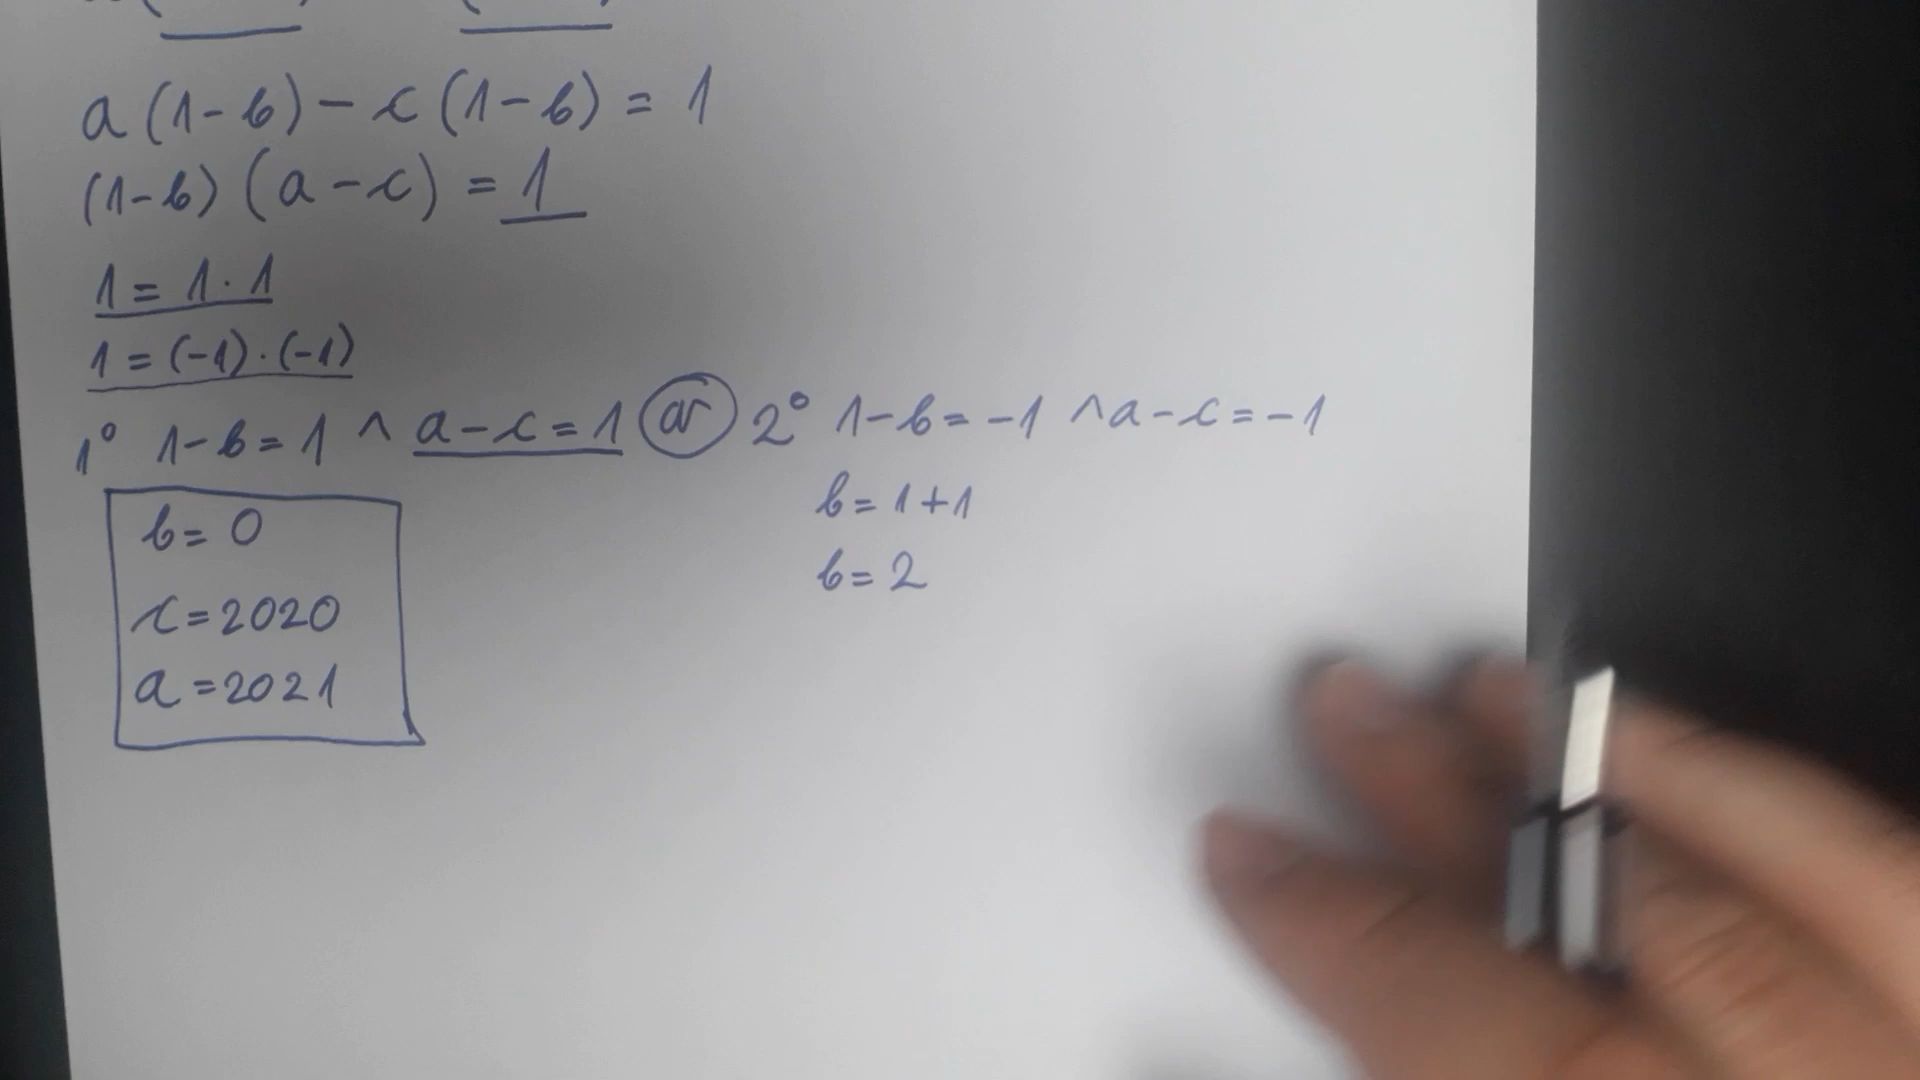 a(1-b)-c(1-b)=1
(1-b)(a-c)=1
1=1·1
1=(-1)·(-1)
1° 1-b=1 ^ a-c=1 or 2° 1-b=-1 ^a-c=-1
b=0
c=2020
a=2021
b=1+1
b=2